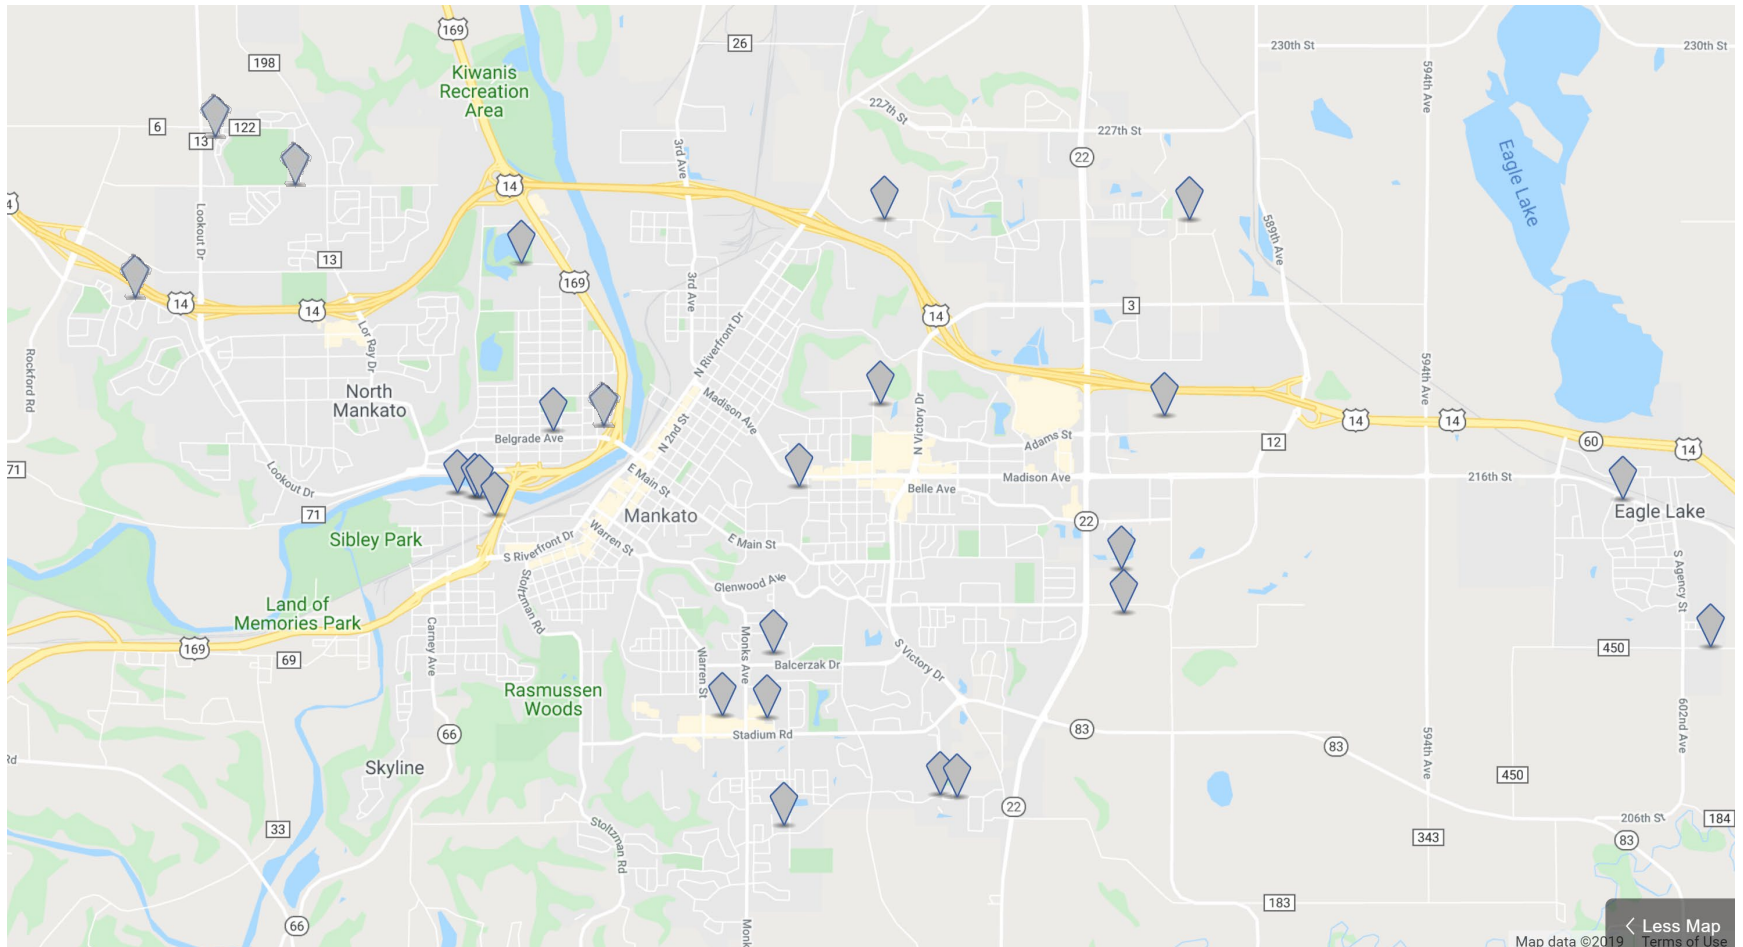 169
26
230th St
230th St
198
Kiwanis
Recreation
Area
594th Ave
6
122
13
227th St
227th St
22
3rd Ave
Eagle Lake
14
4
Lookout Dr
589th Ave
13
169
3rd Ave
14
14
14
3
Lor Ray Dr
N Riverfront Dr
Rockford Rd
594th Ave
North
Mankato
Madison Ave
N Victory Dr
14
14
Belgrade Ave
N 2nd St
Adams St
12
60
14
71
Lookout Dr
E Main St
Belle Ave
Madison Ave
216th St
71
Mankato
22
Eagle Lake
Sibley Park
S Riverfront Dr
Warren St
E Main St
S Agency St
Stoltzman Rd
Glenwood Ave
Land of
Memories Park
Carney Ave
Monks Ave
Warren St
S Victory Dr
169
69
Balcerzak Dr
450
Rasmussen
Woods
66
Stadium Rd
83
83
602nd Ave
594th Ave
Rd
Skyline
450
22
33
Stoltzman Rd
343
206th St
184
83
183
66
Monk
Less Map
Map data ©2019
Terms of Use